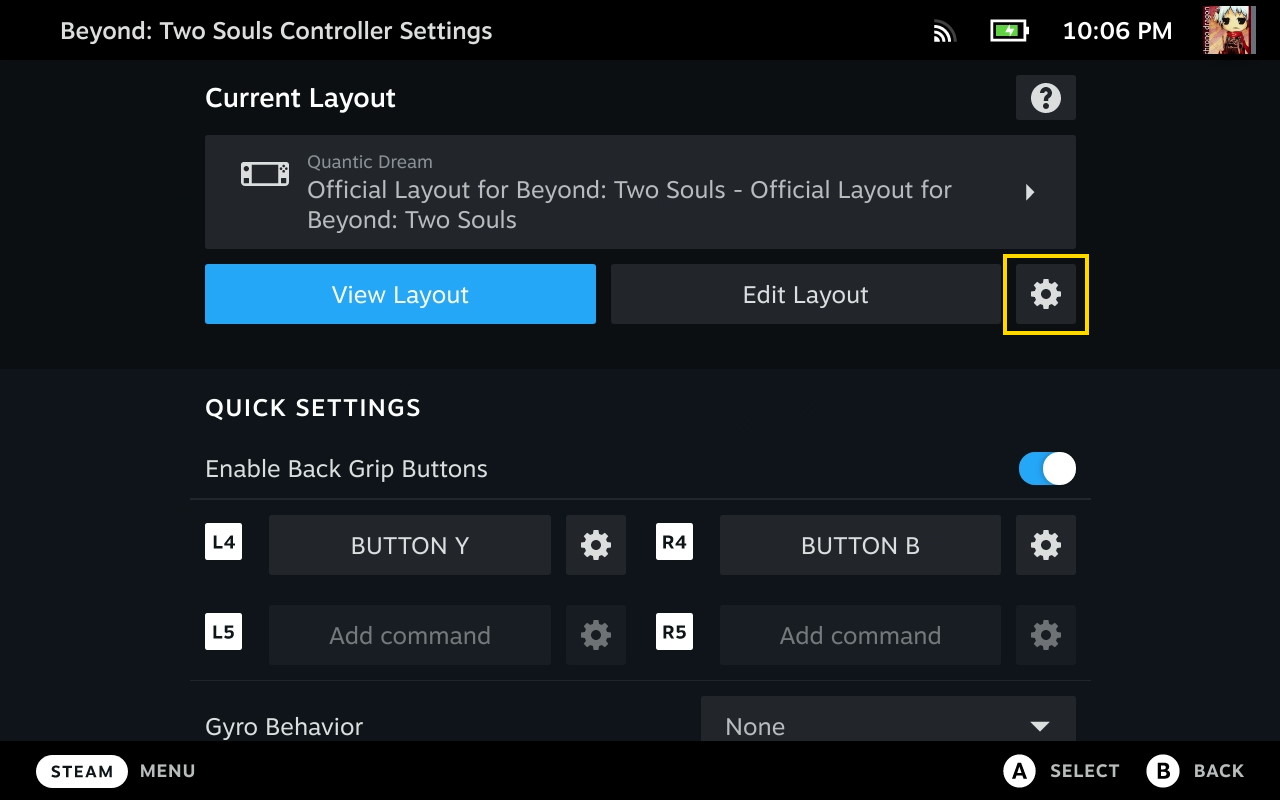 Beyond: Two Souls Controller Settings
10:06 PM
Current Layout
?
Quantic Dream
Official Layout for Beyond: Two Souls - Official Layout for
Beyond: Two Souls
View Layout
Edit Layout
QUICK SETTINGS
Enable Back Grip Buttons
L4
BUTTON Y
R4
BUTTON B
L5
Add command
R5
Add command
Gyro Behavior
None
STEAM
MENU
A
SELECT
B
BACK